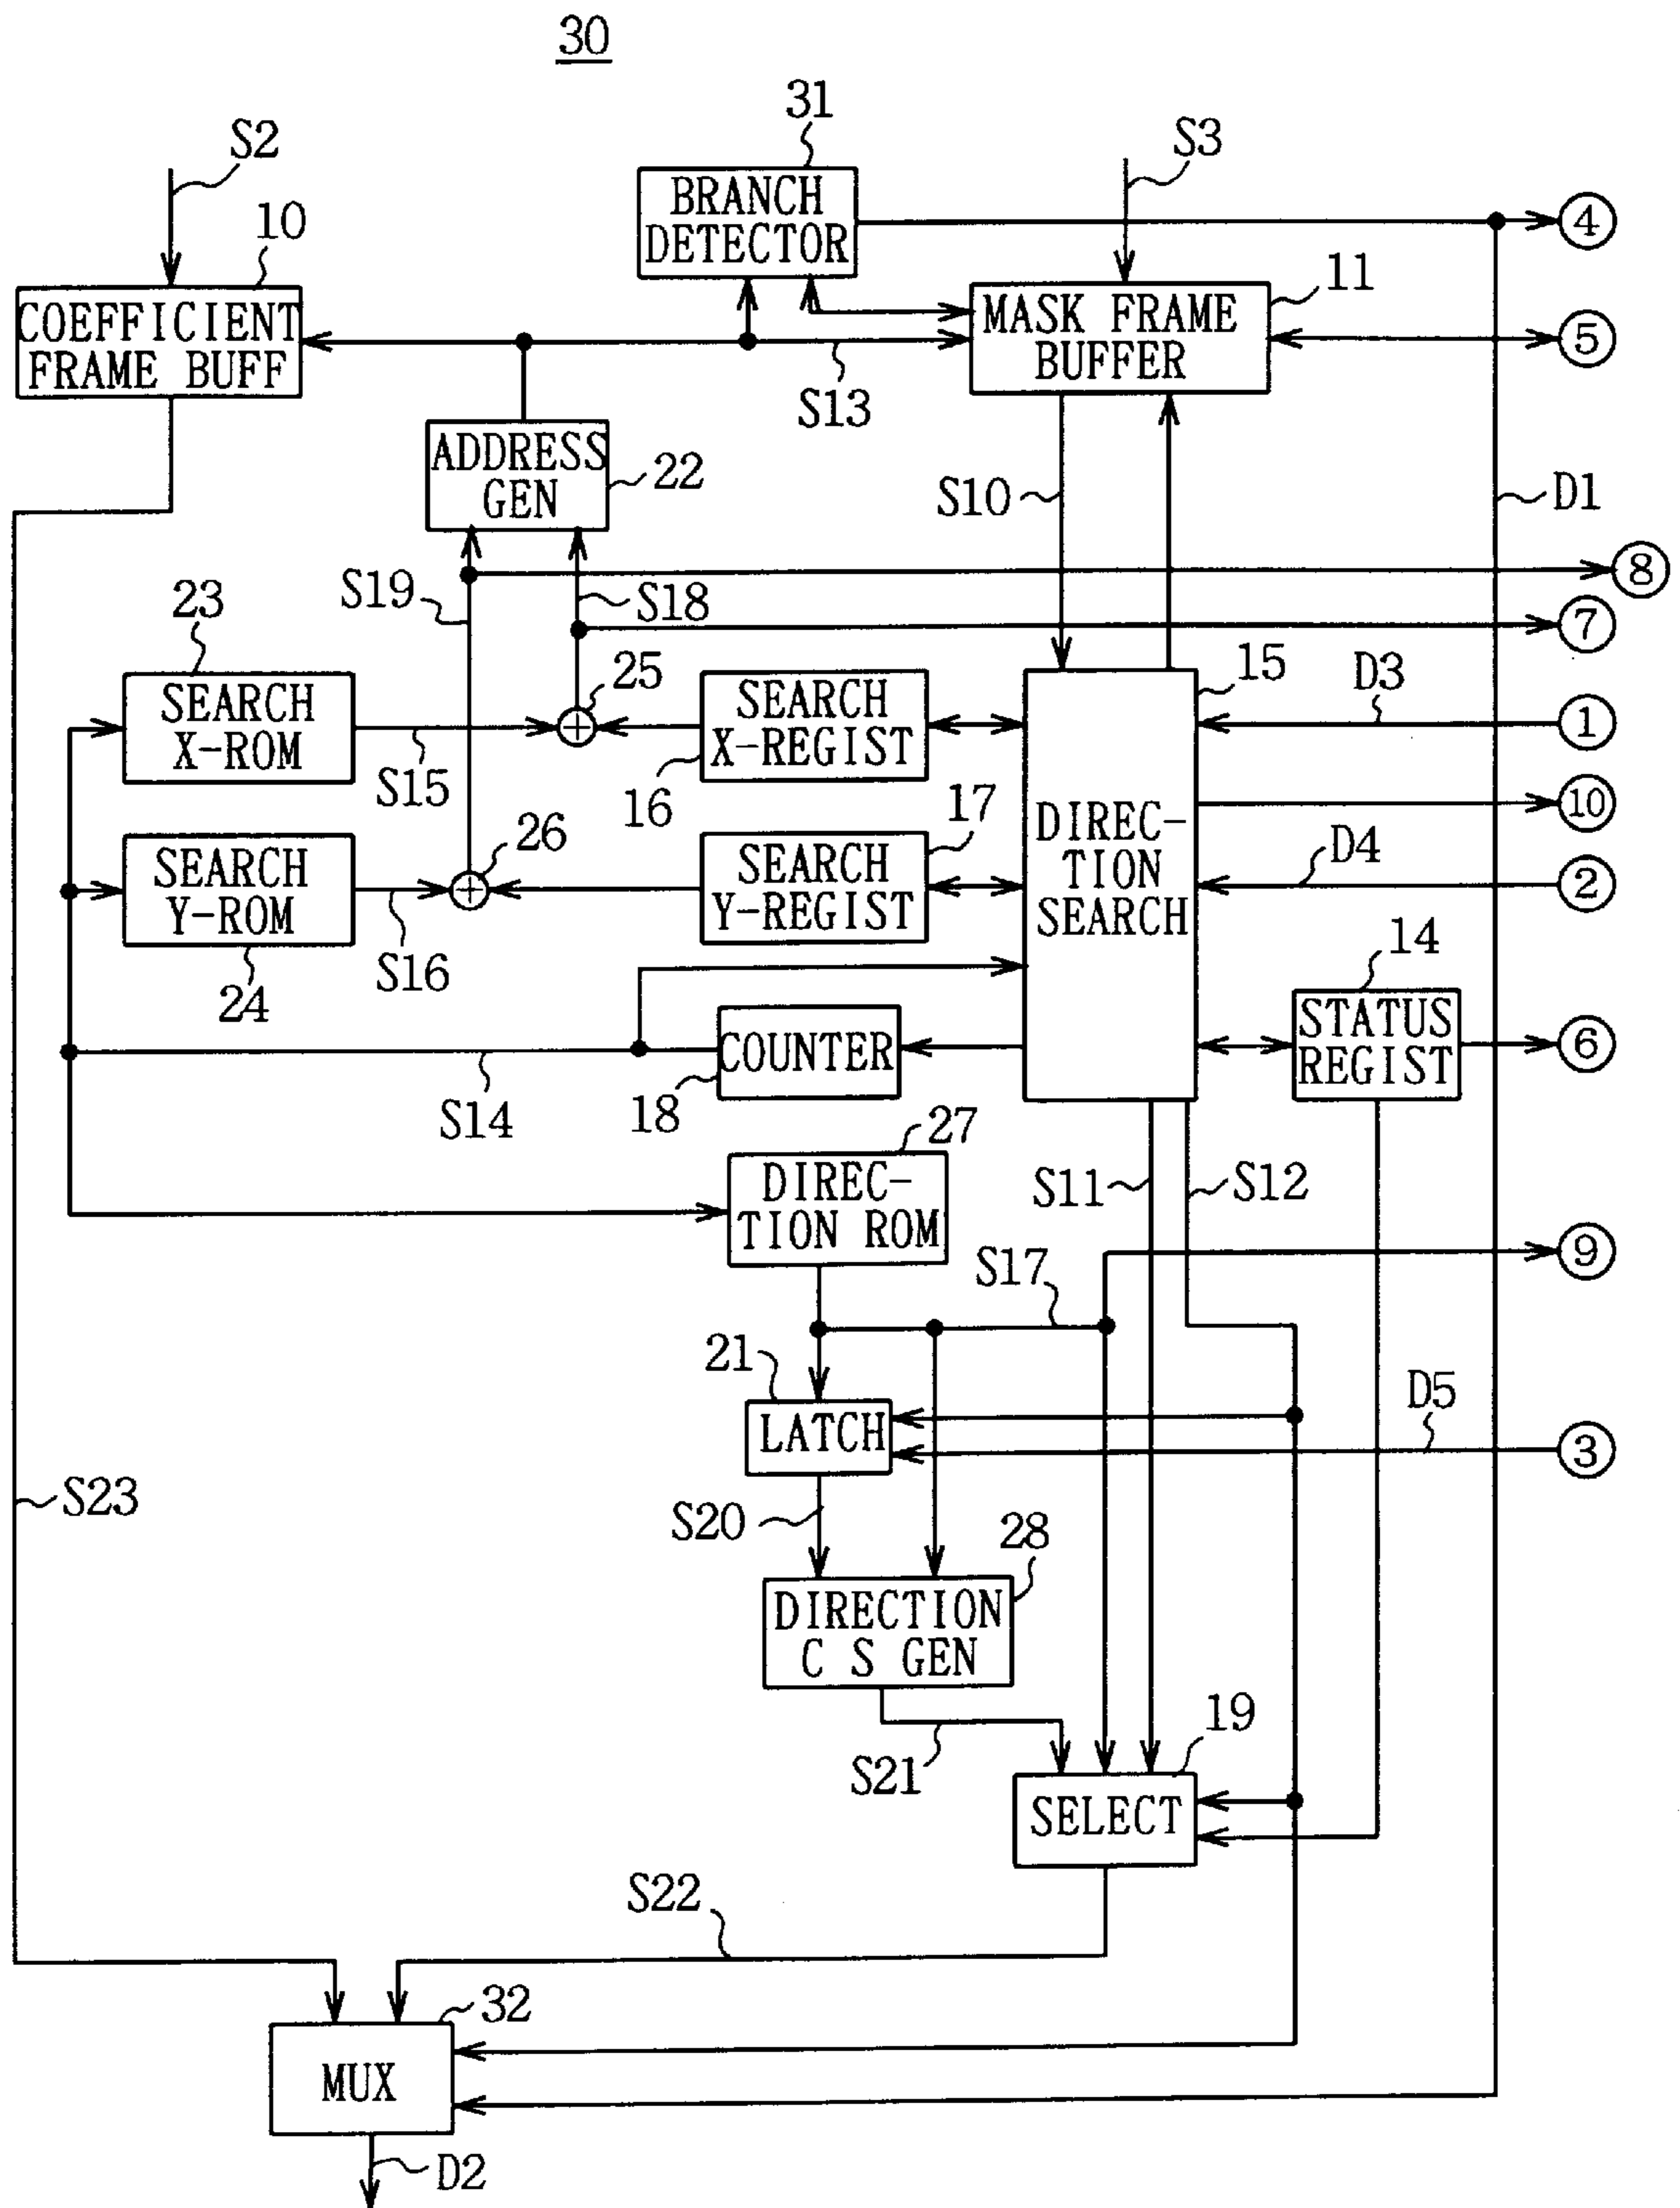 30
31
S2
S3
10
BRANCH
DETECTOR
4
11
COEFFICIENT
FRAME BUFF
MASK FRAME
BUFFER
5
S13
ADDRESS
GEN
22
S10
D1
8
S19
S18
23
7
25
15
D3
SEARCH
X-ROM
SEARCH
X-REGIST
1
S15
16
17
10
26
DIREC-
TION
SEARCH
D4
SEARCH
Y-ROM
SEARCH
Y-REGIST
2
S16
14
24
STATUS
REGIST
COUNTER
6
S14
18
27
DIREC-
TION ROM
S11
S12
S17
9
21
D5
LATCH
3
S23
S20
28
DIRECTION
C S GEN
19
S21
SELECT
S22
32
MUX
D2